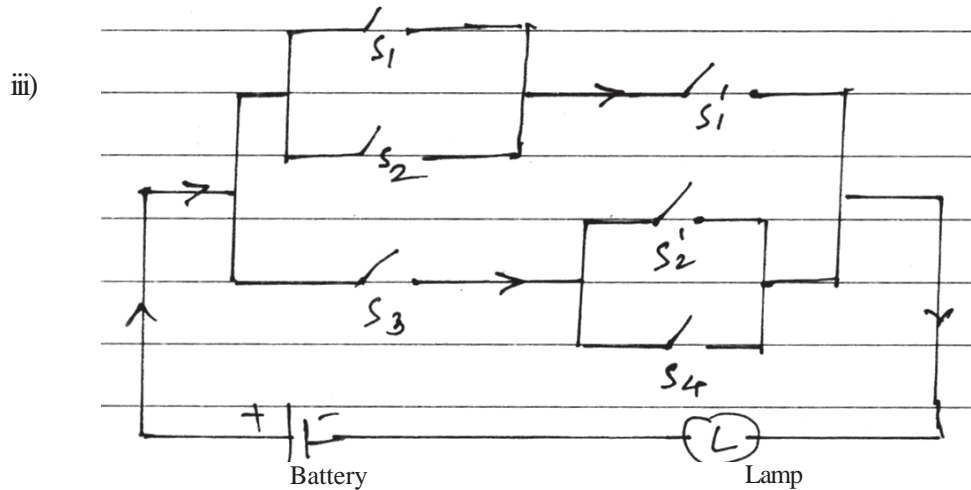 iii)
S1
S1'
S2
S2'
S3
S4
+ -
L
Battery
Lamp